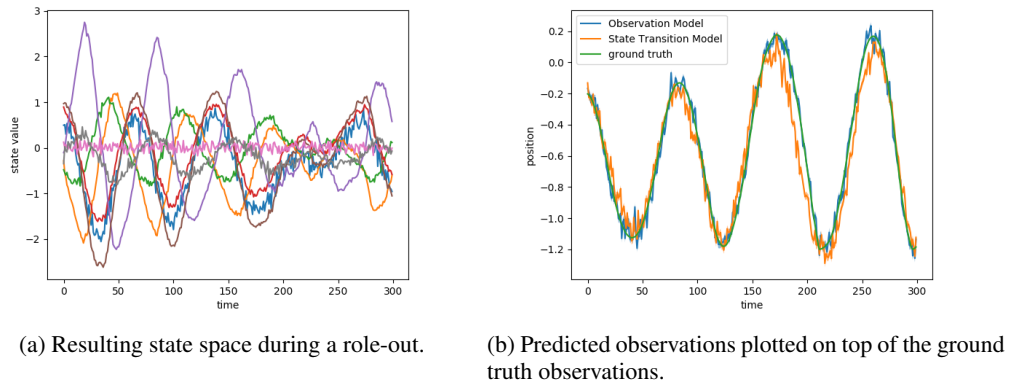 3
2
1
0
−1
−2
state value
0
50
100
150
200
250
300
time
Observation Model
State Transition Model
ground truth
0.2
0.0
−0.2
−0.4
−0.6
−0.8
−1.0
−1.2
position
0
50
100
150
200
250
300
time
(a) Resulting state space during a role-out.
(b) Predicted observations plotted on top of the ground
truth observations.